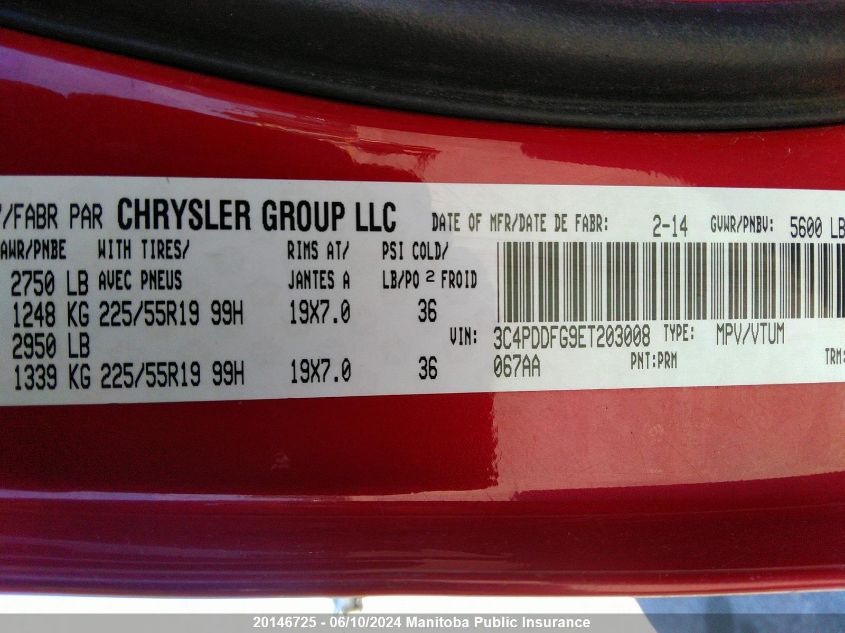 /FABR PAR CHRYSLER GROUP LLC DATE OF MFR/DATE DE FABR: 2-14 GVWR/PNBV: 5600 LB
AWR/PNBE WITH TIRES/ RIMS AT/ PSI COLD/
2750 LB AVEC PNEUS JANTES A LB/PO 2 FROID
1248 KG 225/55R19 99H 19X7.0 36
2950 LB VIN: 3C4PDDFG9ET203008 TYPE: MPV/VTUM
1339 KG 225/55R19 99H 19X7.0 36 067AA PNT:PRM TRM:
20146725 - 06/10/2024 Manitoba Public Insurance